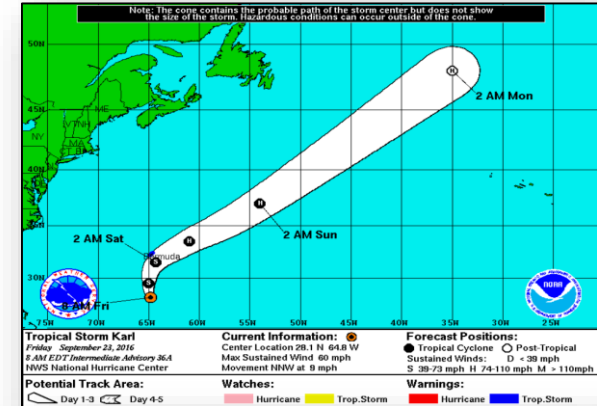 Note: The cone contains the probable path of the storm center but does not show
the size of the storm. Hazardous conditions can occur outside of the cone.
50N
H
2 AM Mon
45N
ME
VT NH
NY
MA
40N
H
35N
2 AM Sun
2 AM Sat
H
Bermuda
S
30N
S
8 AM Fri
NOAA
75W 70W 65W 60W 55W 50W 45W 40W 35W 30W 25W
Tropical Storm Karl
Friday September 23, 2016
8 AM EDT Intermediate Advisory 36A
NWS National Hurricane Center
Current Information:
Center Location 28.1 N 64.8 W
Max Sustained Wind 60 mph
Movement NNW at 9 mph
Forecast Positions:
Tropical Cyclone Post-Tropical
Sustained Winds: D < 39 mph
S 39-73 mph H 74-110 mph M > 110mph
Potential Track Area:
Day 1-3 Day 4-5
Watches:
Hurricane Trop.Storm
Warnings:
Hurricane Trop.Storm